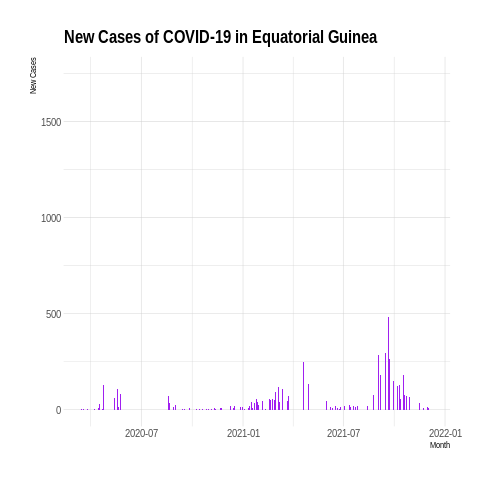 New Cases of COVID-19 in Equatorial Guinea
New Cases
1500
1000
500
0
2020-07 2021-01 2021-07 2022-01
Month